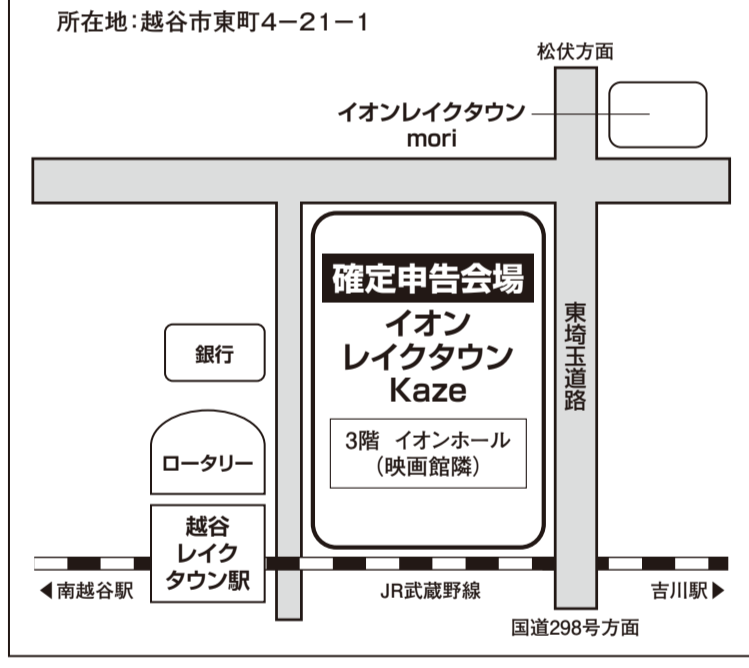 所在地：越谷市東町4−21−1
松伏方面
イオンレイクタウン
mori
確定申告会場
イオン
レイクタウン
Kaze
3階 イオンホール
（映画館隣）
東埼玉道路
銀行
ロータリー
越谷
レイク
タウン駅
◀南越谷駅
JR武蔵野線
吉川駅▶
国道298号方面